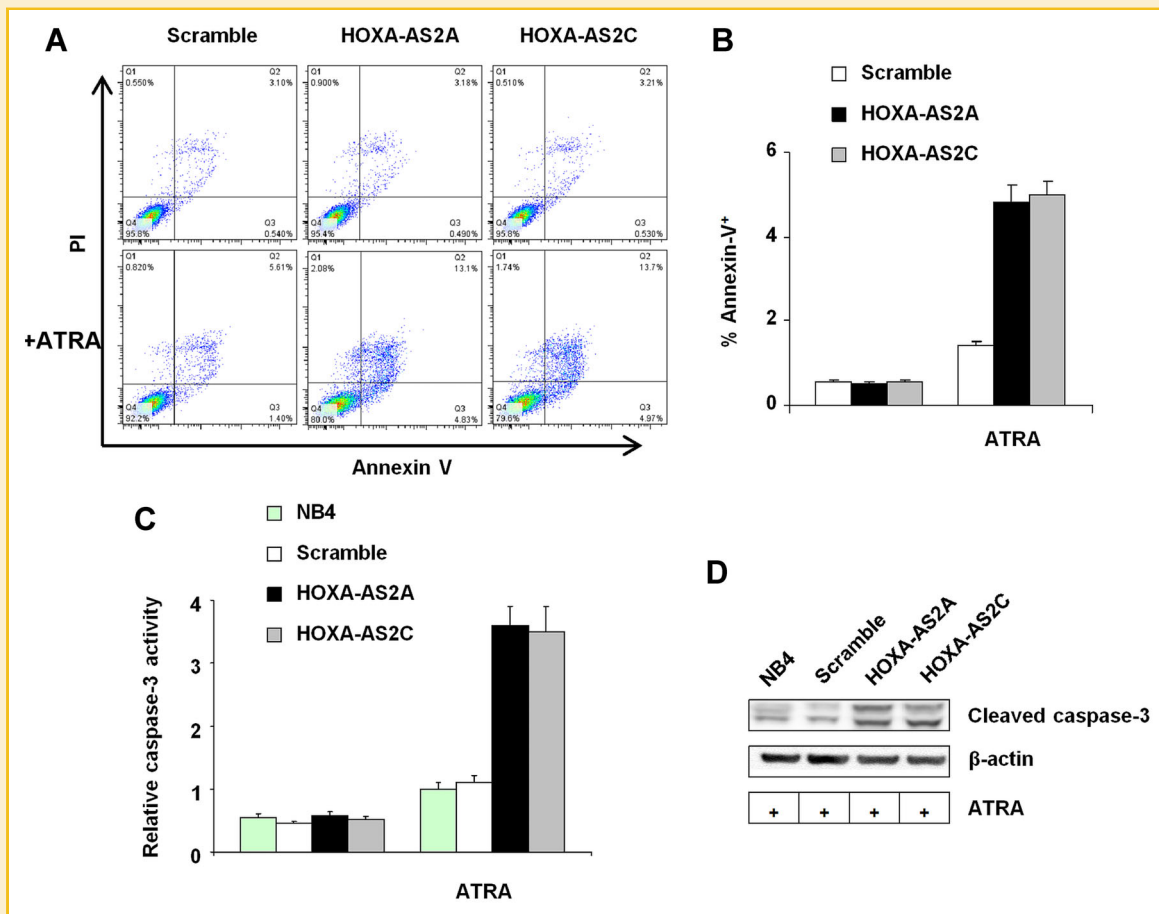 A
Scramble HOXA-AS2A HOXA-AS2C
Q1 Q2 Q1 Q2 Q1 Q2
0.550% 3.10% 0.900% 3.18% 0.510% 3.21%
Q4 Q3 Q4 Q3 Q4 Q3
95.8% 0.540% 95.4% 0.490% 95.8% 0.530%
PI
+ATRA
Q1 Q2 Q1 Q2 Q1 Q2
0.820% 5.61% 2.08% 13.1% 1.74% 13.7%
Q4 Q3 Q4 Q3 Q4 Q3
92.2% 1.40% 80.0% 4.83% 79.6% 4.97%
Annexin V
B
Scramble
HOXA-AS2A
HOXA-AS2C
% Annexin-V+
6
4
2
0
ATRA
C
NB4
Scramble
HOXA-AS2A
HOXA-AS2C
Relative caspase-3 activity
4
3
2
1
0
ATRA
D
NB4 Scramble HOXA-AS2A HOXA-AS2C
Cleaved caspase-3
β-actin
+ + + + ATRA